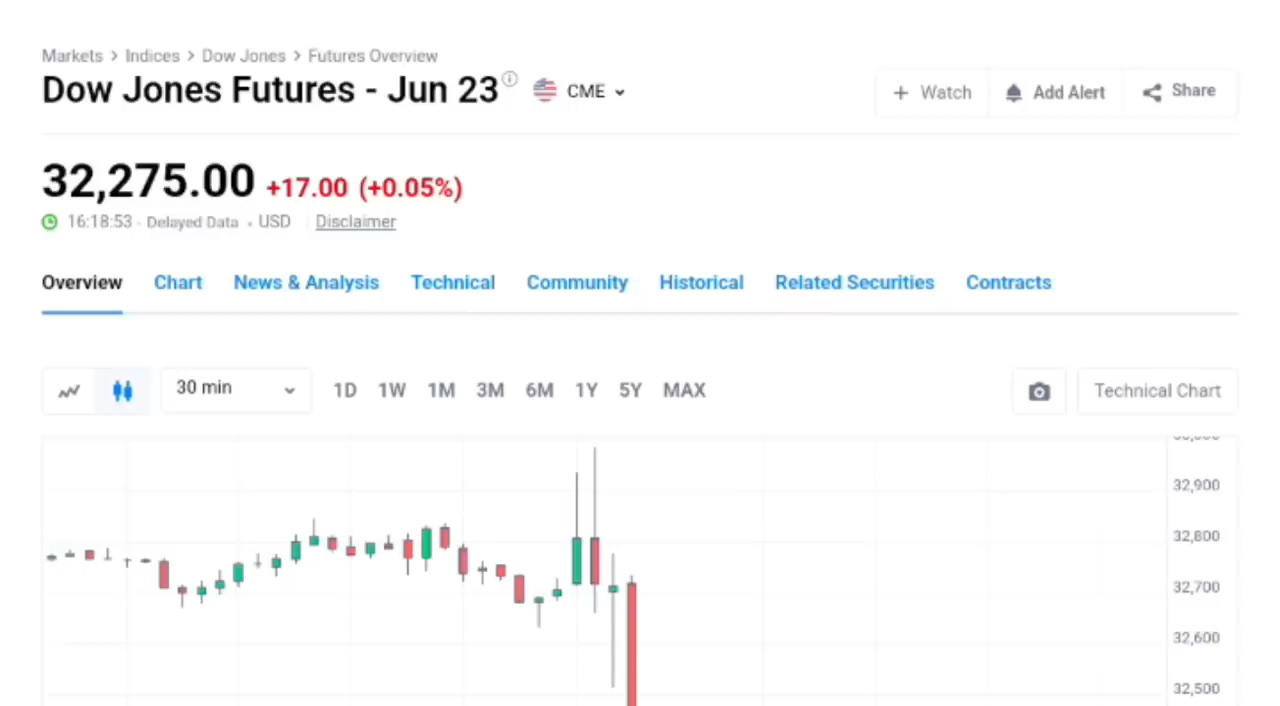 Markets > Indices > Dow Jones > Futures Overview
Dow Jones Futures - Jun 23 CME
+ Watch Add Alert Share
32,275.00 +17.00 (+0.05%)
16:18:53 - Delayed Data • USD Disclaimer
Overview Chart News & Analysis Technical Community Historical Related Securities Contracts
30 min 1D 1W 1M 3M 6M 1Y 5Y MAX Technical Chart
32,900
32,800
32,700
32,600
32,500